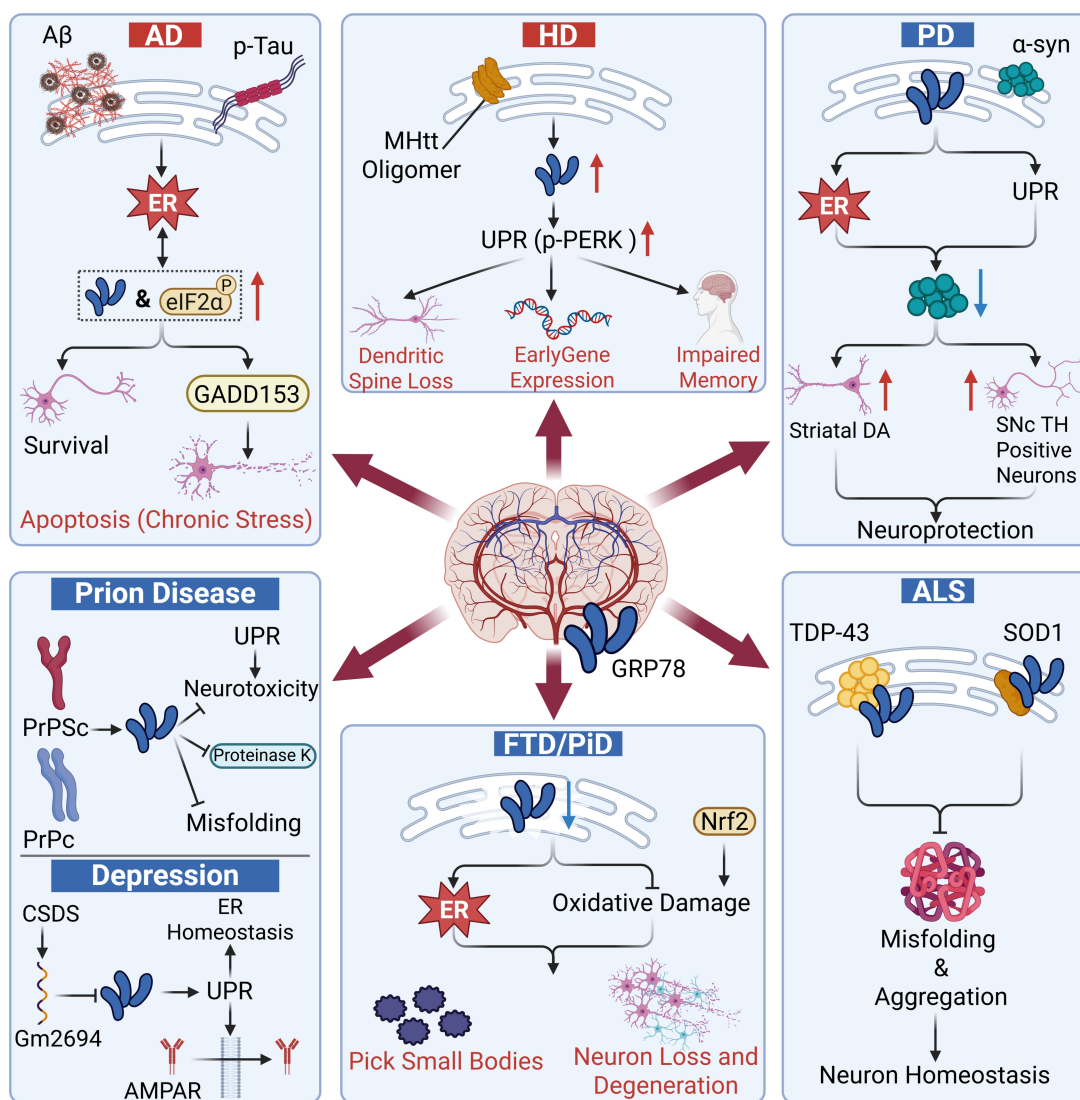 AD
Aβ
p-Tau
ER
&
eIF2α
P
GADD153
Survival
Apoptosis (Chronic Stress)
HD
MHtt
Oligomer
UPR (p-PERK )
Dendritic
Spine Loss
EarlyGene
Expression
Impaired
Memory
PD
α-syn
ER
UPR
Striatal DA
SNc TH
Positive
Neurons
Neuroprotection
GRP78
Prion Disease
UPR
Neurotoxicity
PrPSc
Proteinase K
Misfolding
PrPc
Depression
CSDS
ER
Homeostasis
UPR
Gm2694
AMPAR
FTD/PiD
Nrf2
ER
Oxidative Damage
Pick Small Bodies
Neuron Loss and
Degeneration
ALS
TDP-43
SOD1
Misfolding
&
Aggregation
Neuron Homeostasis